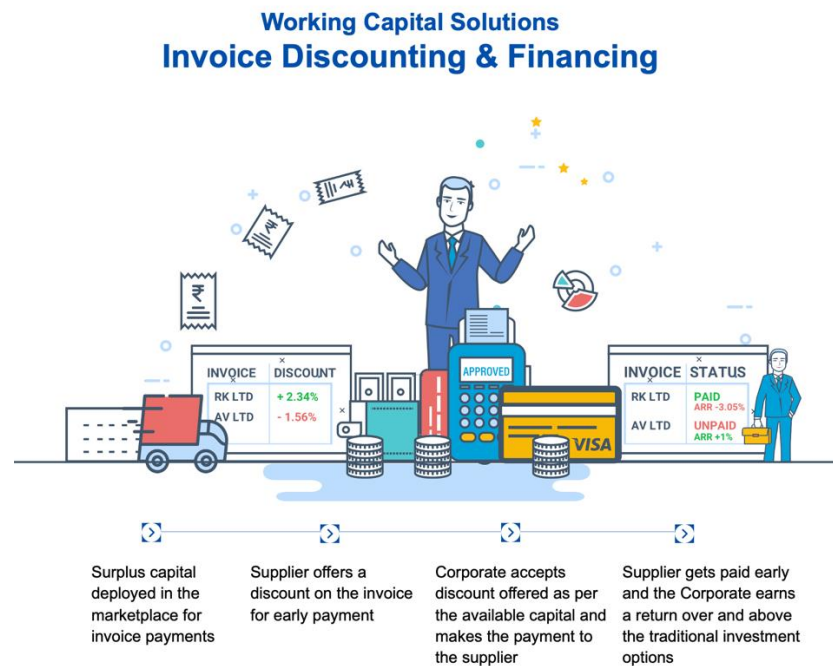 Working Capital Solutions
Invoice Discounting & Financing
₹
₹
INVOICE DISCOUNT
RK LTD + 2.34%
AV LTD - 1.56%
APPROVED
VISA
INVOICE STATUS
RK LTD PAID
ARR -3.05%
AV LTD UNPAID
ARR +1%
Surplus capital
deployed in the
marketplace for
invoice payments
Supplier offers a
discount on the invoice
for early payment
Corporate accepts
discount offered as per
the available capital and
makes the payment to
the supplier
Supplier gets paid early
and the Corporate earns
a return over and above
the traditional investment
options